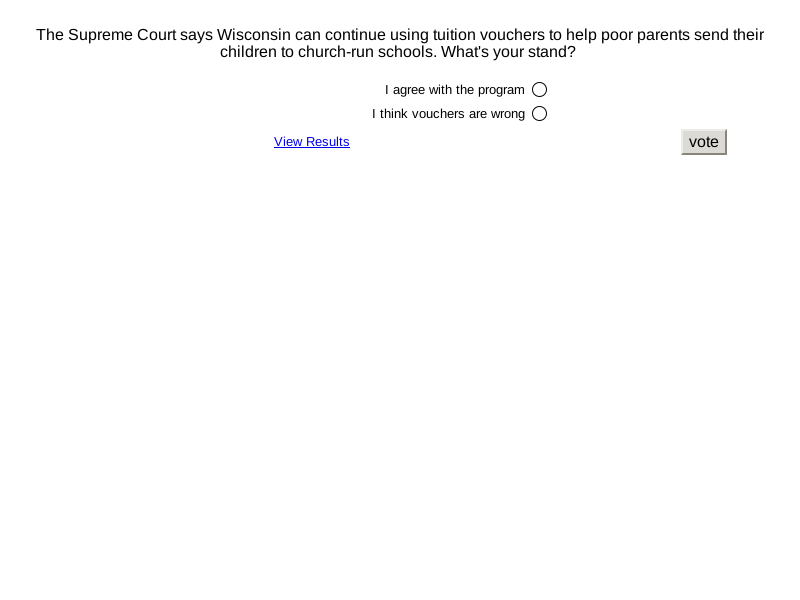 The Supreme Court says Wisconsin can continue using tuition vouchers to help poor parents send their
children to church-run schools. What's your stand?
I agree with the program
I think vouchers are wrong
View Results
vote